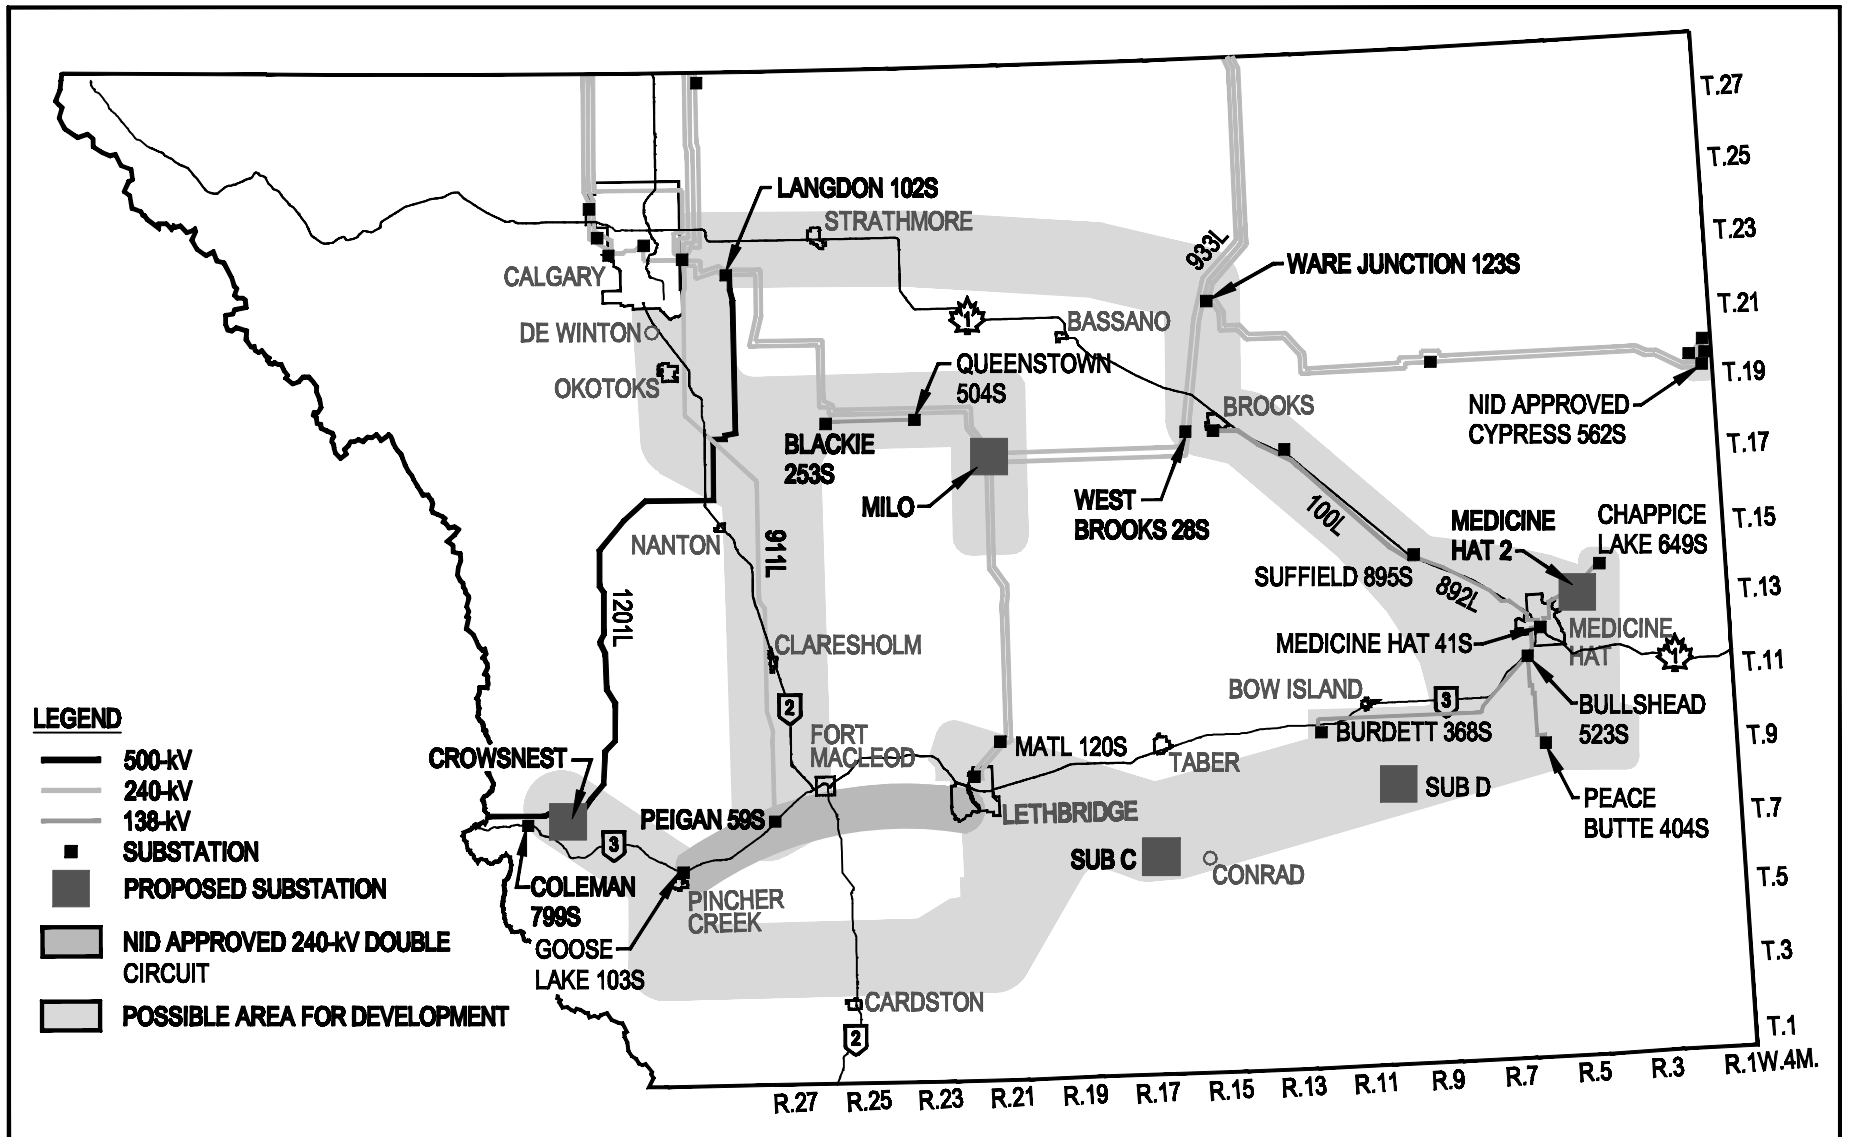 T.27
T.25
LANGDON 102S
STRATHMORE
T.23
933L
WARE JUNCTION 123S
CALGARY
T.21
1
BASSANO
DE WINTON
QUEENSTOWN
504S
T.19
OKOTOKS
BROOKS
NID APPROVED
CYPRESS 562S
BLACKIE
253S
T.17
MILO
WEST
BROOKS 28S
100L
MEDICINE
HAT 2
CHAPPICE
LAKE 649S
T.15
NANTON
911L
SUFFIELD 895S
892L
T.13
1201L
CLARESHOLM
MEDICINE HAT 41S
MEDICINE
HAT
1
T.11
BOW ISLAND
3
2
BULLSHEAD
523S
LEGEND
500-kV
240-kV
138-kV
SUBSTATION
PROPOSED SUBSTATION
NID APPROVED 240-kV DOUBLE
CIRCUIT
POSSIBLE AREA FOR DEVELOPMENT
CROWSNEST
FORT
MACLEOD
MATL 120S
TABER
BURDETT 368S
T.9
SUB D
PEACE
BUTTE 404S
T.7
PEIGAN 59S
LETHBRIDGE
3
SUB C
CONRAD
T.5
COLEMAN
799S
PINCHER
CREEK
GOOSE
LAKE 103S
T.3
CARDSTON
2
T.1
R.27
R.25
R.23
R.21
R.19
R.17
R.15
R.13
R.11
R.9
R.7
R.5
R.3
R.1W.4M.